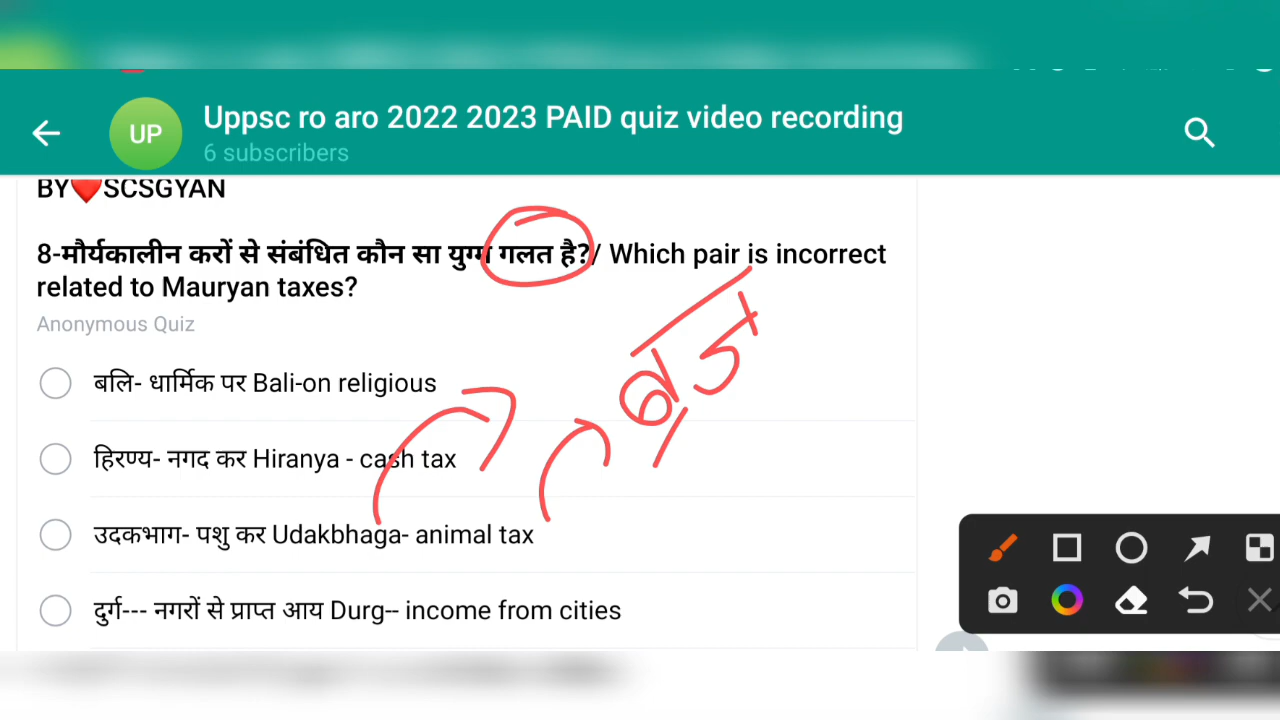 Uppsc ro aro 2022 2023 PAID quiz video recording
UP
6 subscribers
BY❤️SCSGYAN
8-मौर्यकालीन करों से संबंधित कौन सा युग्म गलत है?/ Which pair is incorrect
related to Mauryan taxes?
Anonymous Quiz
बलि- धार्मिक पर Bali-on religious
हिरण्य- नगद कर Hiranya - cash tax
उदकभाग- पशु कर Udakbhaga- animal tax
दुर्ग--- नगरों से प्राप्त आय Durg-- income from cities